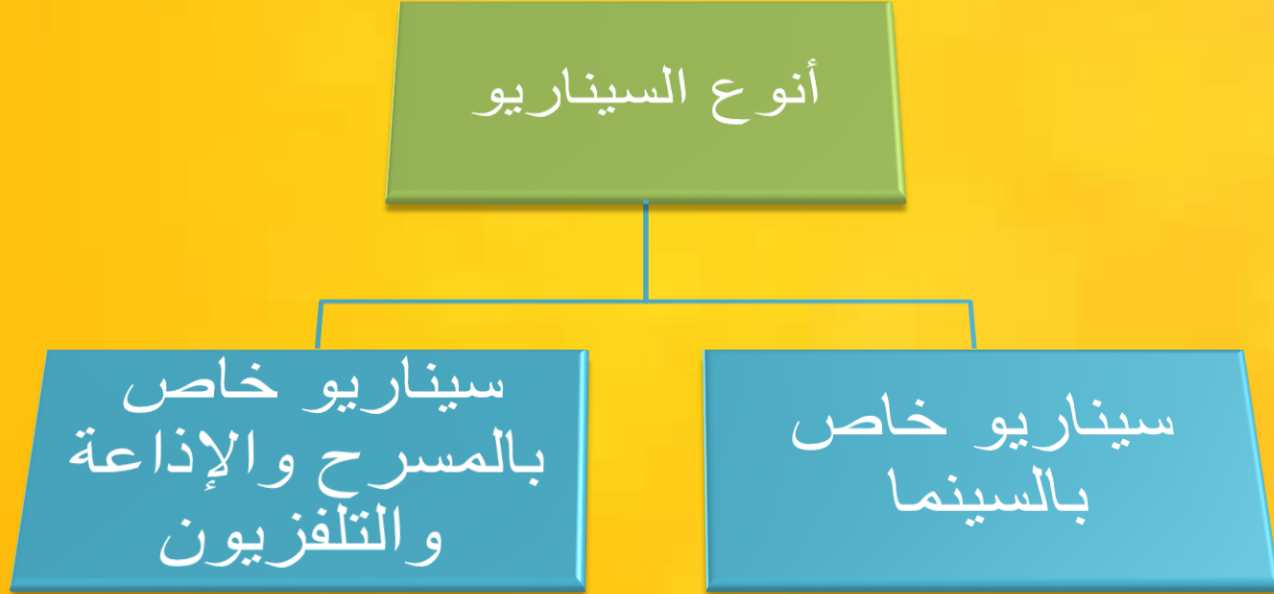 أنوع السيناريو
سيناريو خاص
بالسينما
سيناريو خاص
بالمسرح والإذاعة
والتلفزيون